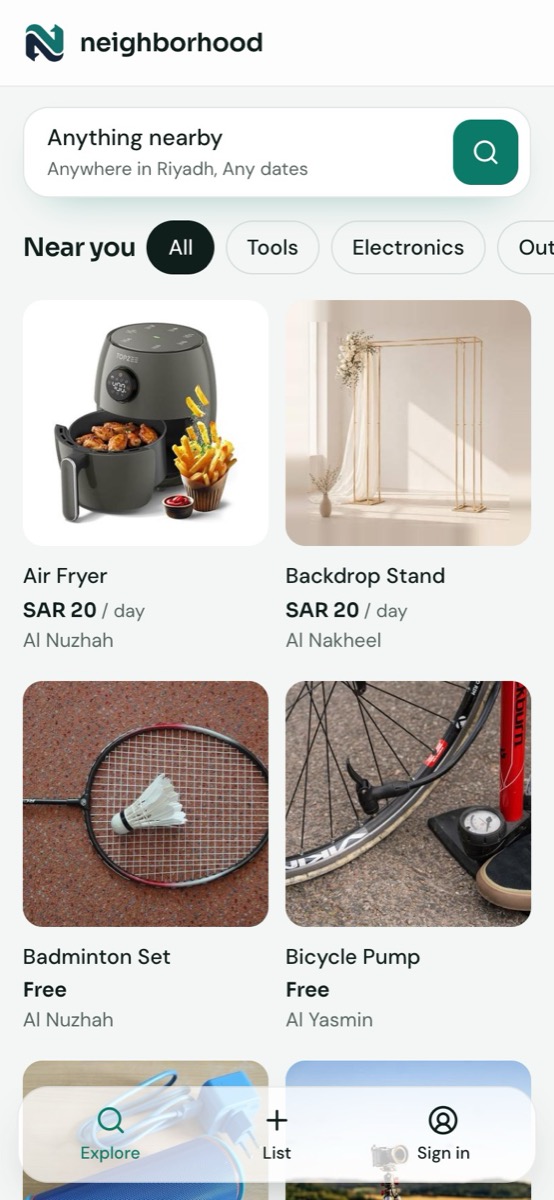 neighborhood
Anything nearby
Anywhere in Riyadh, Any dates
Near you
All
Tools
Electronics
Out
Air Fryer
SAR 20 / day
Al Nuzhah
Backdrop Stand
SAR 20 / day
Al Nakheel
Badminton Set
Free
Al Nuzhah
Bicycle Pump
Free
Al Yasmin
Explore
List
Sign in